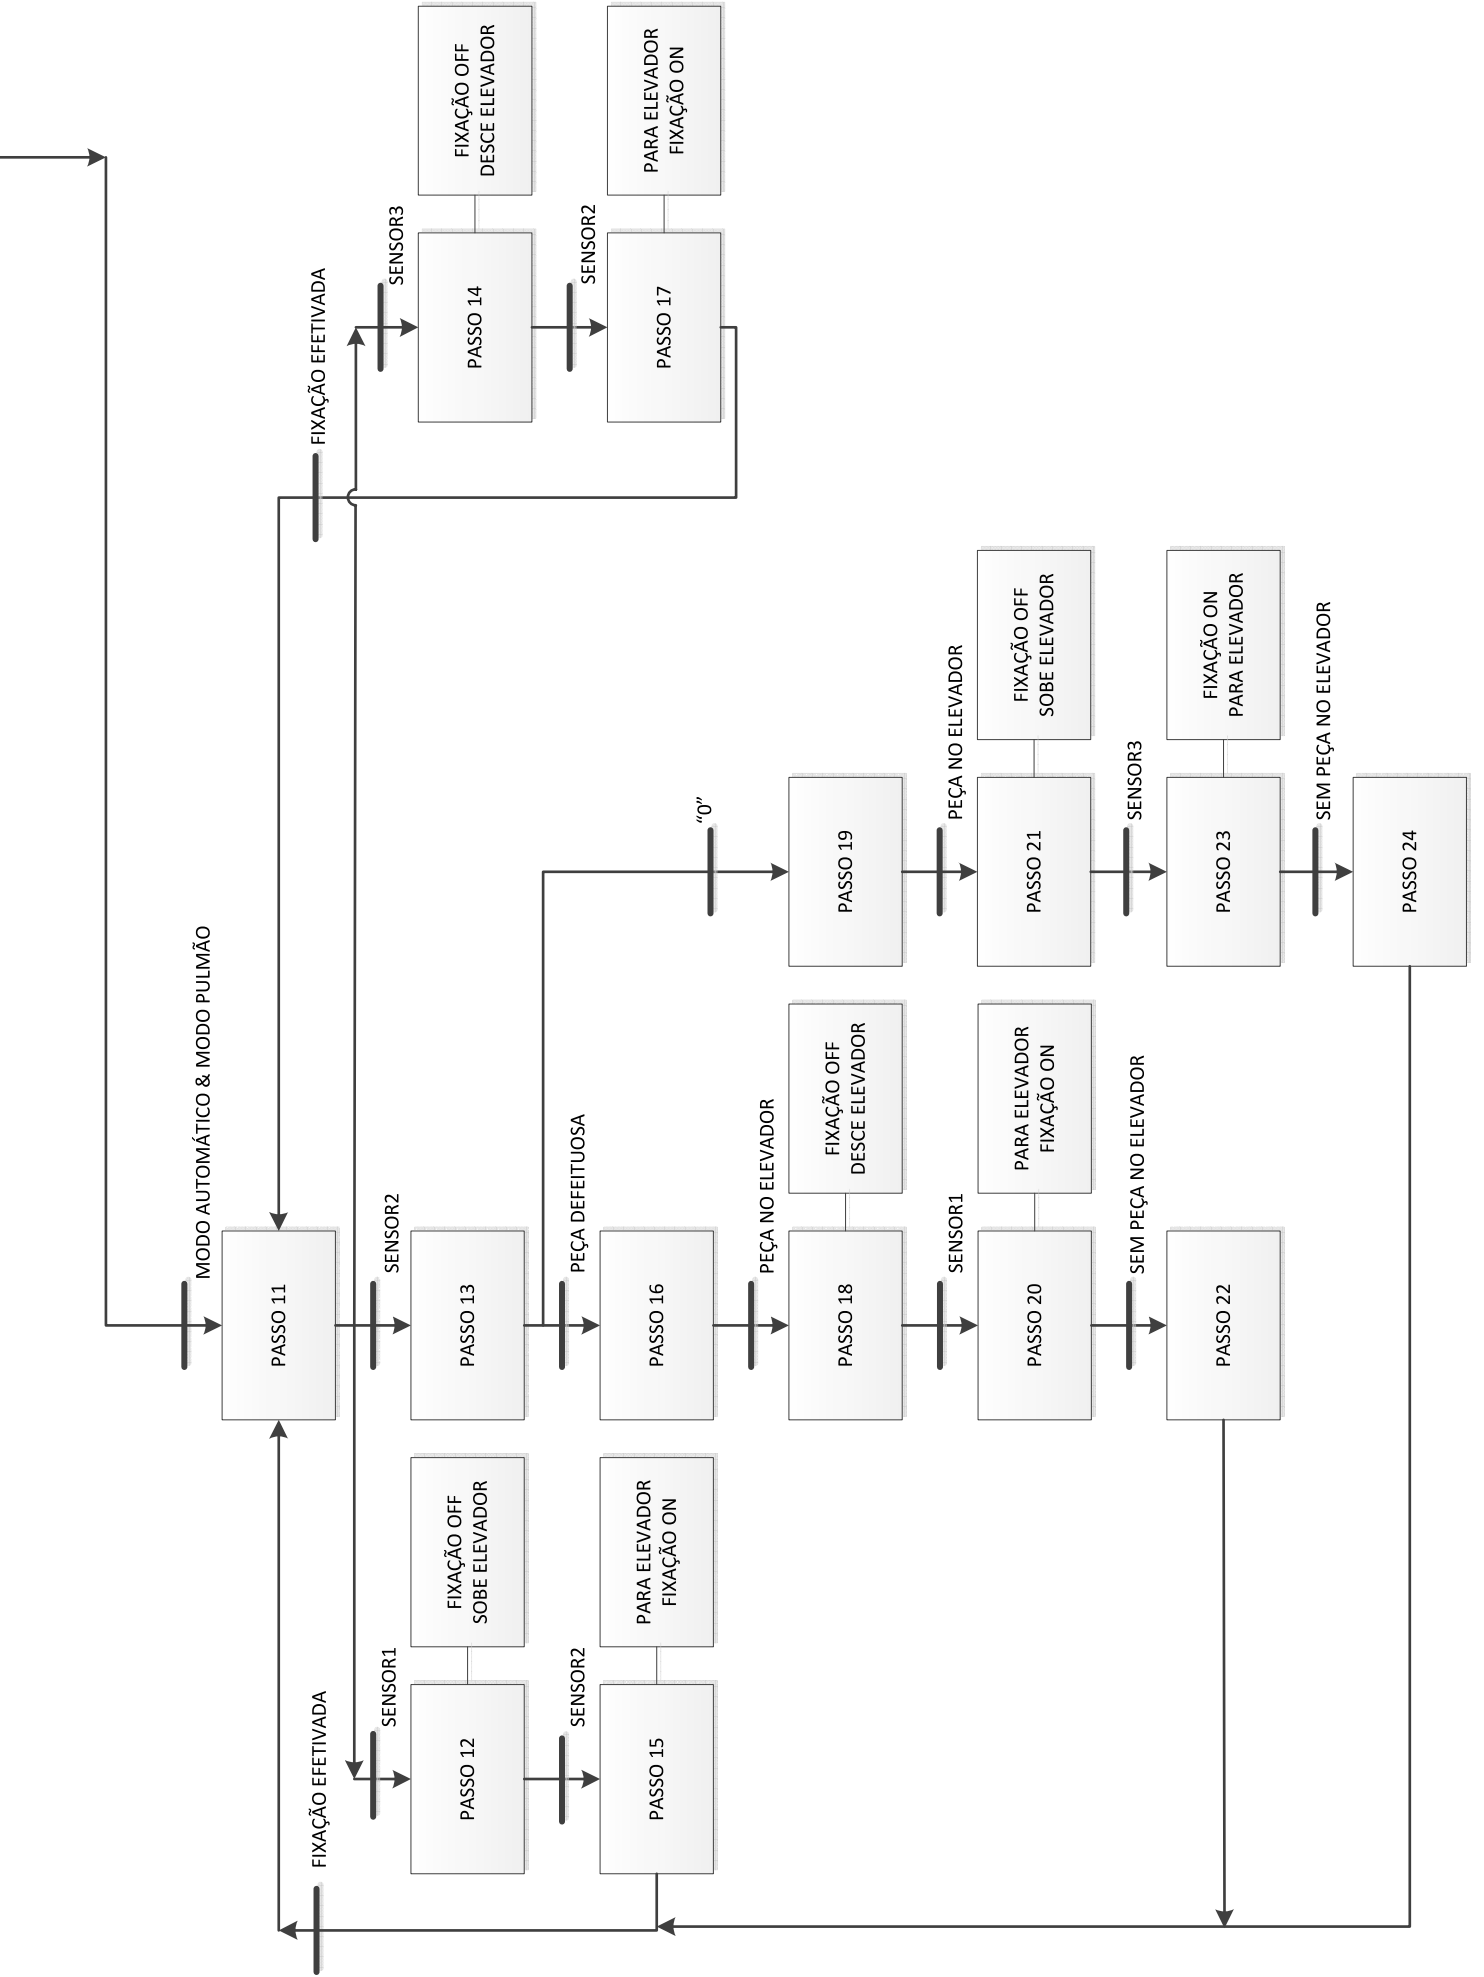 MODO AUTOMÁTICO & MODO PULMÃO
PASSO 11
FIXAÇÃO EFETIVADA
FIXAÇÃO EFETIVADA
SENSOR1
SENSOR2
SENSOR3
PASSO 12
FIXAÇÃO OFF
SOBE ELEVADOR
PASSO 13
PASSO 14
FIXAÇÃO OFF
DESCE ELEVADOR
SENSOR2
PEÇA DEFEITUOSA
SENSOR2
PASSO 15
PARA ELEVADOR
FIXAÇÃO ON
PASSO 16
PASSO 17
PARA ELEVADOR
FIXAÇÃO ON
“0”
PEÇA NO ELEVADOR
PASSO 18
FIXAÇÃO OFF
DESCE ELEVADOR
PASSO 19
SENSOR1
PEÇA NO ELEVADOR
PASSO 20
PARA ELEVADOR
FIXAÇÃO ON
PASSO 21
FIXAÇÃO OFF
SOBE ELEVADOR
SEM PEÇA NO ELEVADOR
SENSOR3
PASSO 22
PASSO 23
FIXAÇÃO ON
PARA ELEVADOR
SEM PEÇA NO ELEVADOR
PASSO 24